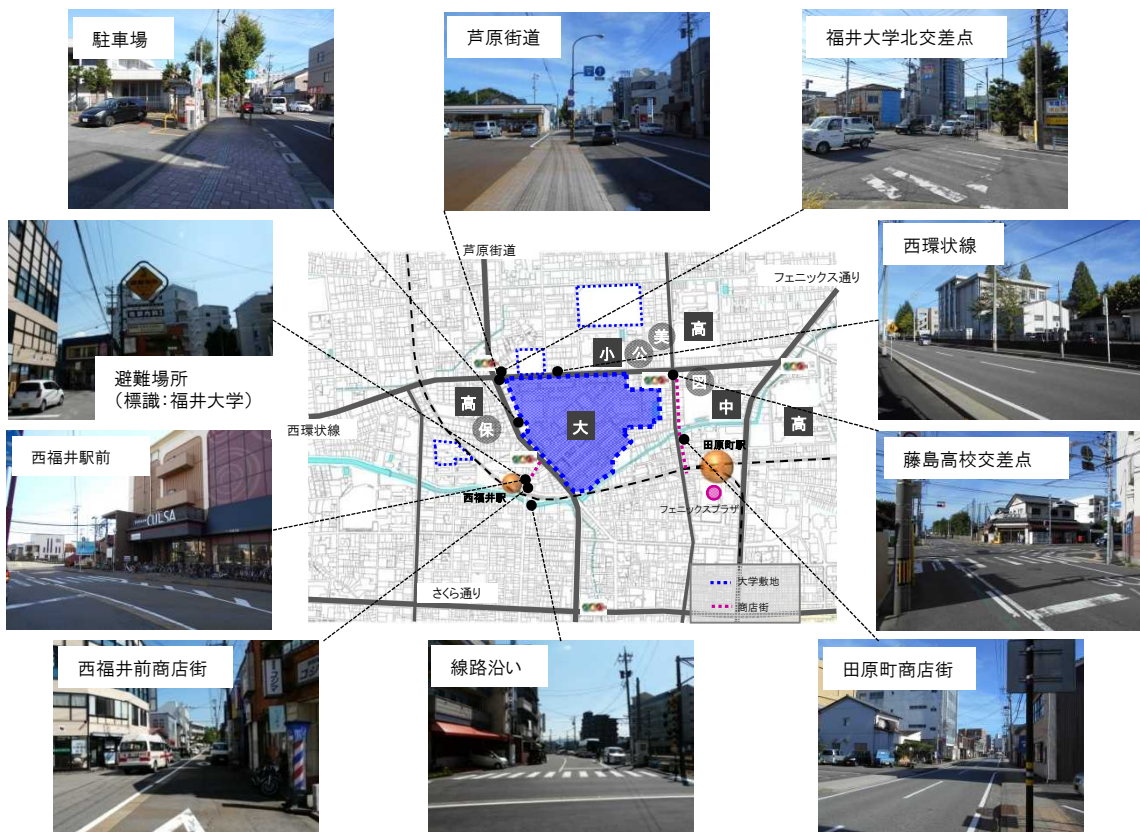 駐車場
芦原街道
福井大学北交差点
避難場所
(標識:福井大学)
西環状線
西福井駅前
CULSA
藤島高校交差点
西福井前商店街
線路沿い
田原町商店街
芦原街道
フェニックス通り
美
高
小
公
高
図
中
保
大
高
西環状線
田原町駅
西福井駅
フェニックスプラザ
さくら通り
大学敷地
商店街